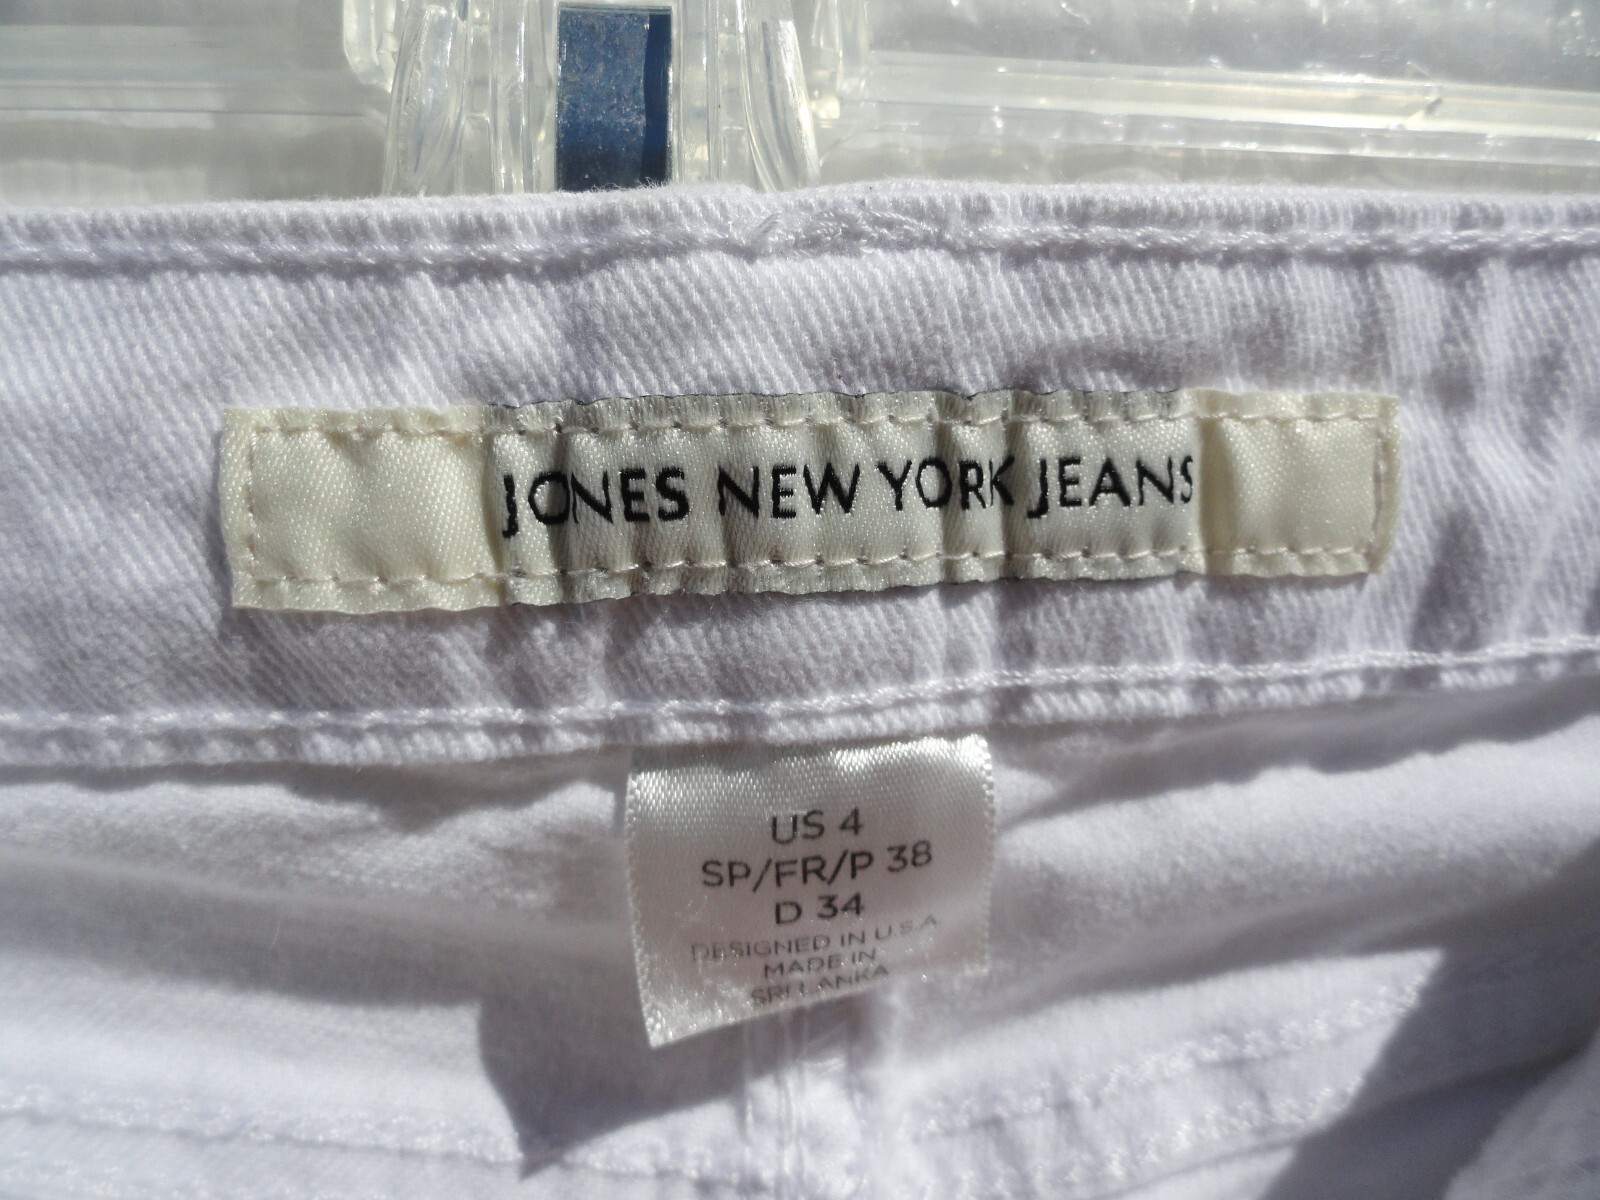 JONES NEW YORK JEANS
US 4
SP/FR/P 38
D 34
DESIGNED IN U.S.A
MADE IN
SRI LANKA